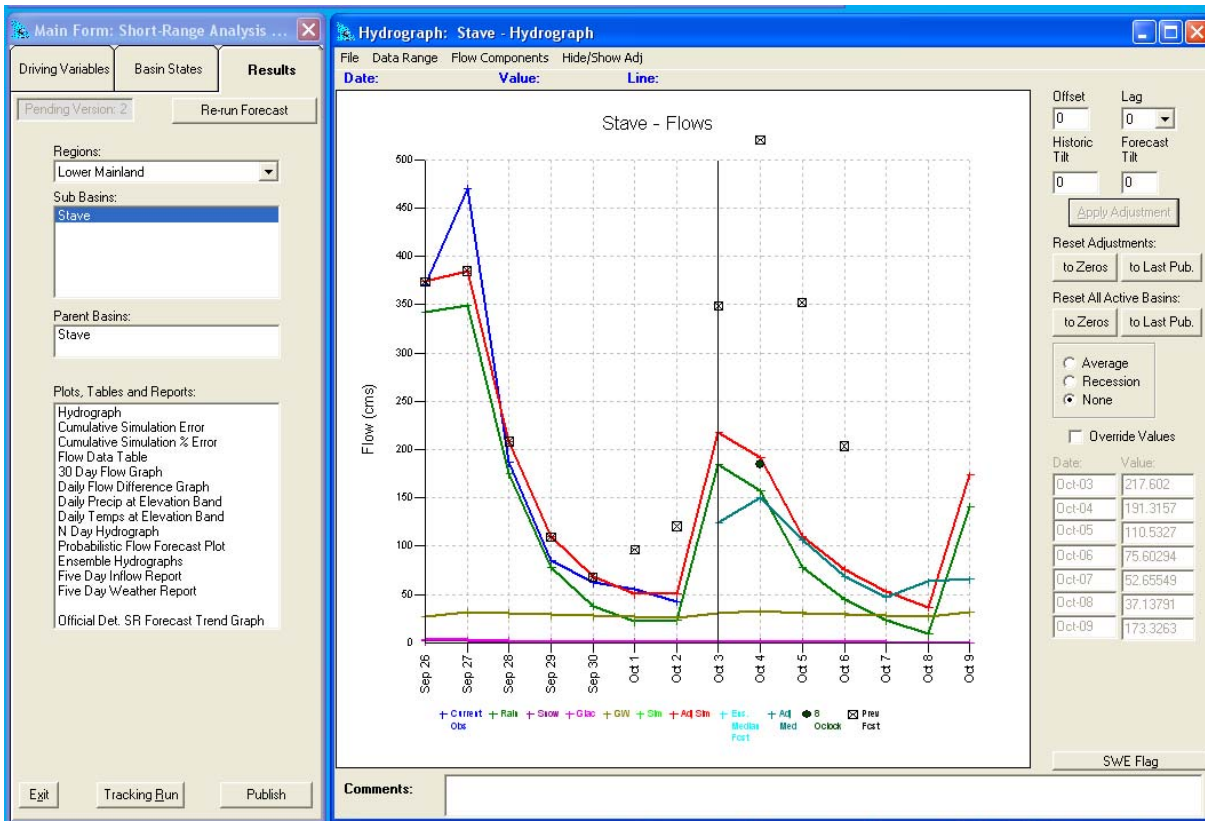 Main Form: Short-Range Analysis ...
Driving Variables
Basin States
Results
Pending Version: 2
Re-run Forecast
Regions:
Lower Mainland
Sub Basins:
Stave
Parent Basins:
Stave
Plots, Tables and Reports:
Hydrograph
Cumulative Simulation Error
Cumulative Simulation % Error
Flow Data Table
30 Day Flow Graph
Daily Flow Difference Graph
Daily Precip at Elevation Band
Daily Temps at Elevation Band
N Day Hydrograph
Probabilistic Flow Forecast Plot
Ensemble Hydrographs
Five Day Inflow Report
Five Day Weather Report
Official Det. SR Forecast Trend Graph
Exit
Tracking Run
Publish
Hydrograph: Stave - Hydrograph
File Data Range Flow Components Hide/Show Adj
Date: Value: Line:
Stave - Flows
500
450
400
350
300
250
200
150
100
50
0
Flow (cms)
Sep 26
Sep 27
Sep 28
Sep 29
Sep 30
Oct 1
Oct 2
Oct 3
Oct 4
Oct 5
Oct 6
Oct 7
Oct 8
Oct 9
Current Obs
Rain
Snow
Glac
GW
Sim
Adj Sim
Ens. Median Fcst
Adj Med
8 Oclock
Prev Fcst
Offset
0
Lag
0
Historic Tilt
0
Forecast Tilt
0
Apply Adjustment
Reset Adjustments:
to Zeros
to Last Pub.
Reset All Active Basins:
to Zeros
to Last Pub.
Average
Recession
None
Override Values
Date: Value:
Oct-03 217.602
Oct-04 191.3157
Oct-05 110.5327
Oct-06 75.60294
Oct-07 52.65549
Oct-08 37.13791
Oct-09 173.3263
SWE Flag
Comments: